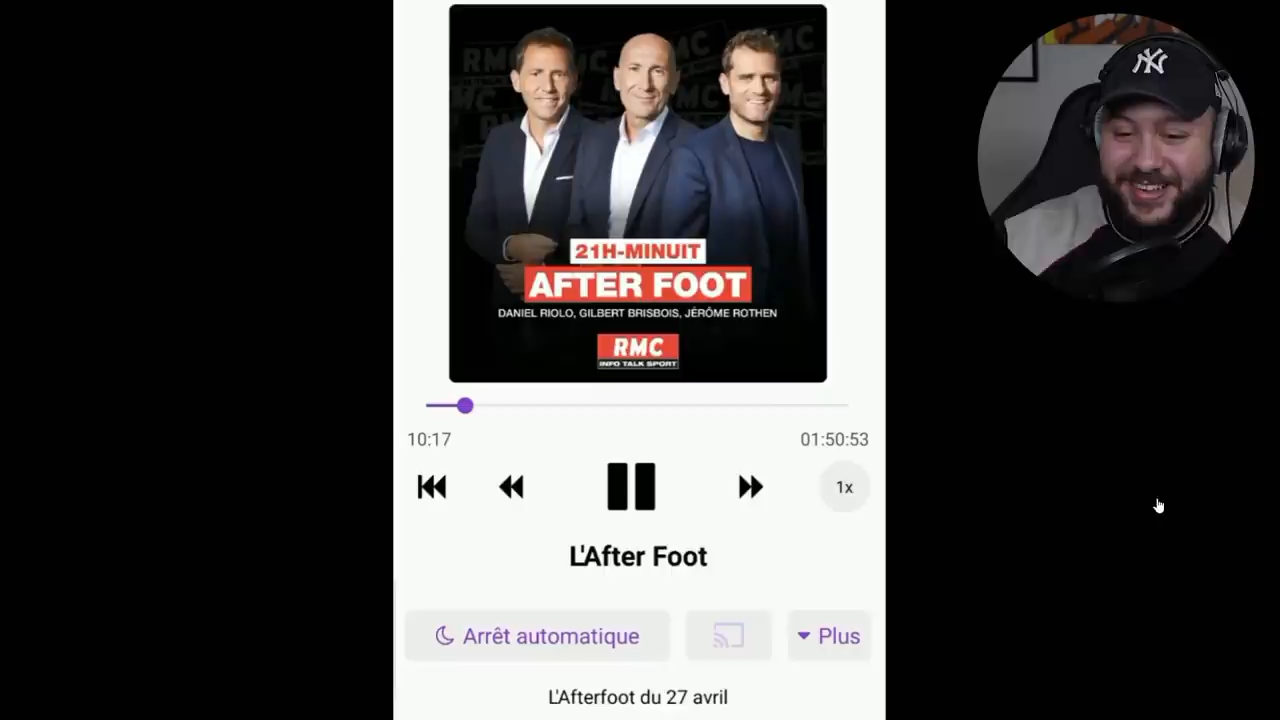 21H-MINUIT
AFTER FOOT
DANIEL RIOLO, GILBERT BRISBOIS, JÉRÔME ROTHEN
RMC
INFO TALK SPORT
10:17
01:50:53
1x
L'After Foot
Arrêt automatique
Plus
L'Afterfoot du 27 avril